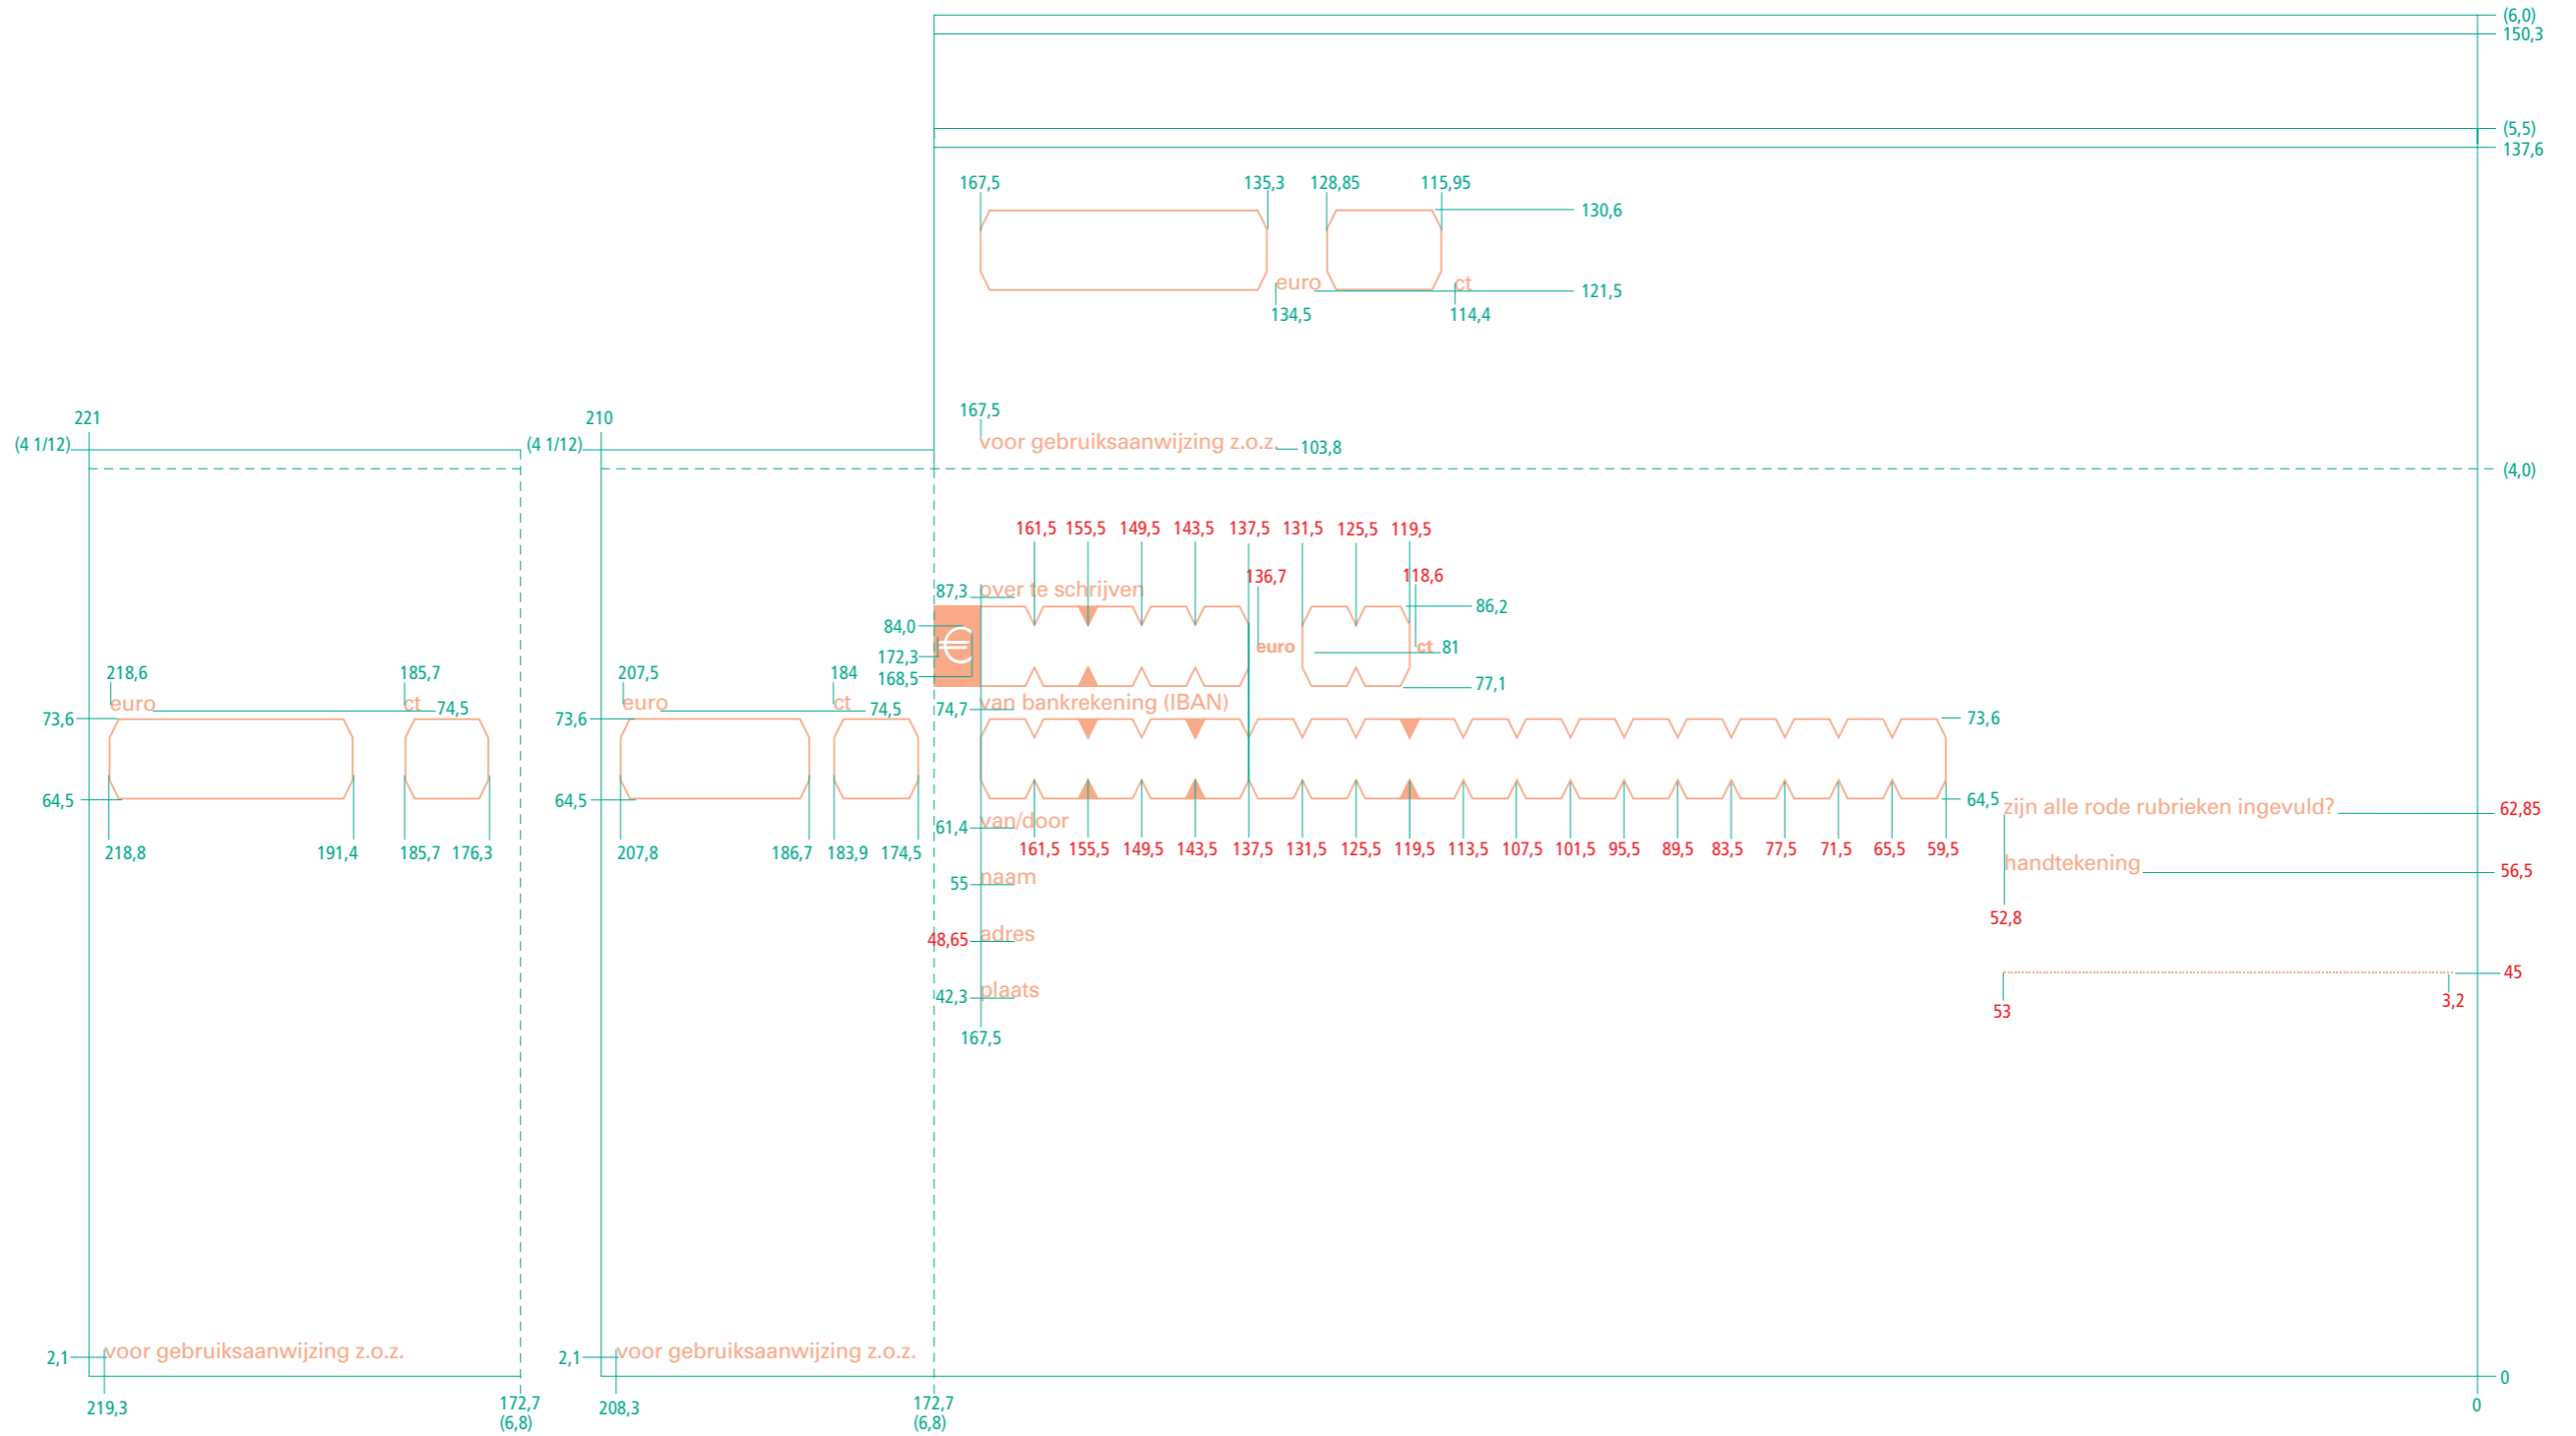 (6,0)
150,3
(5,5)
137,6
167,5 135,3 128,85 115,95
130,6
euro ct
121,5
134,5 114,4
167,5
221 210
(4 1/12) (4 1/12)
voor gebruiksaanwijzing z.o.z. 103,8
(4,0)
161,5 155,5 149,5 143,5 137,5 131,5 125,5 119,5
136,7 118,6
87,3 over te schrijven
86,2
84,0
€ euro ct 81
172,3
168,5
77,1
218,6 185,7 207,5 184
euro ct 74,5 euro ct 74,5 74,7 van bankrekening (IBAN)
73,6 73,6 73,6
64,5 64,5 64,5
zijn alle rode rubrieken ingevuld? 62,85
61,4 van/door
218,8 191,4 185,7 176,3 207,8 186,7 183,9 174,5
161,5 155,5 149,5 143,5 137,5 131,5 125,5 119,5 113,5 107,5 101,5 95,5 89,5 83,5 77,5 71,5 65,5 59,5
handtekening 56,5
55 naam
52,8
48,65 adres
45
42,3 plaats
53 3,2
167,5
2,1 voor gebruiksaanwijzing z.o.z. 2,1 voor gebruiksaanwijzing z.o.z.
0
219,3 172,7 208,3 172,7 0
(6,8) (6,8)